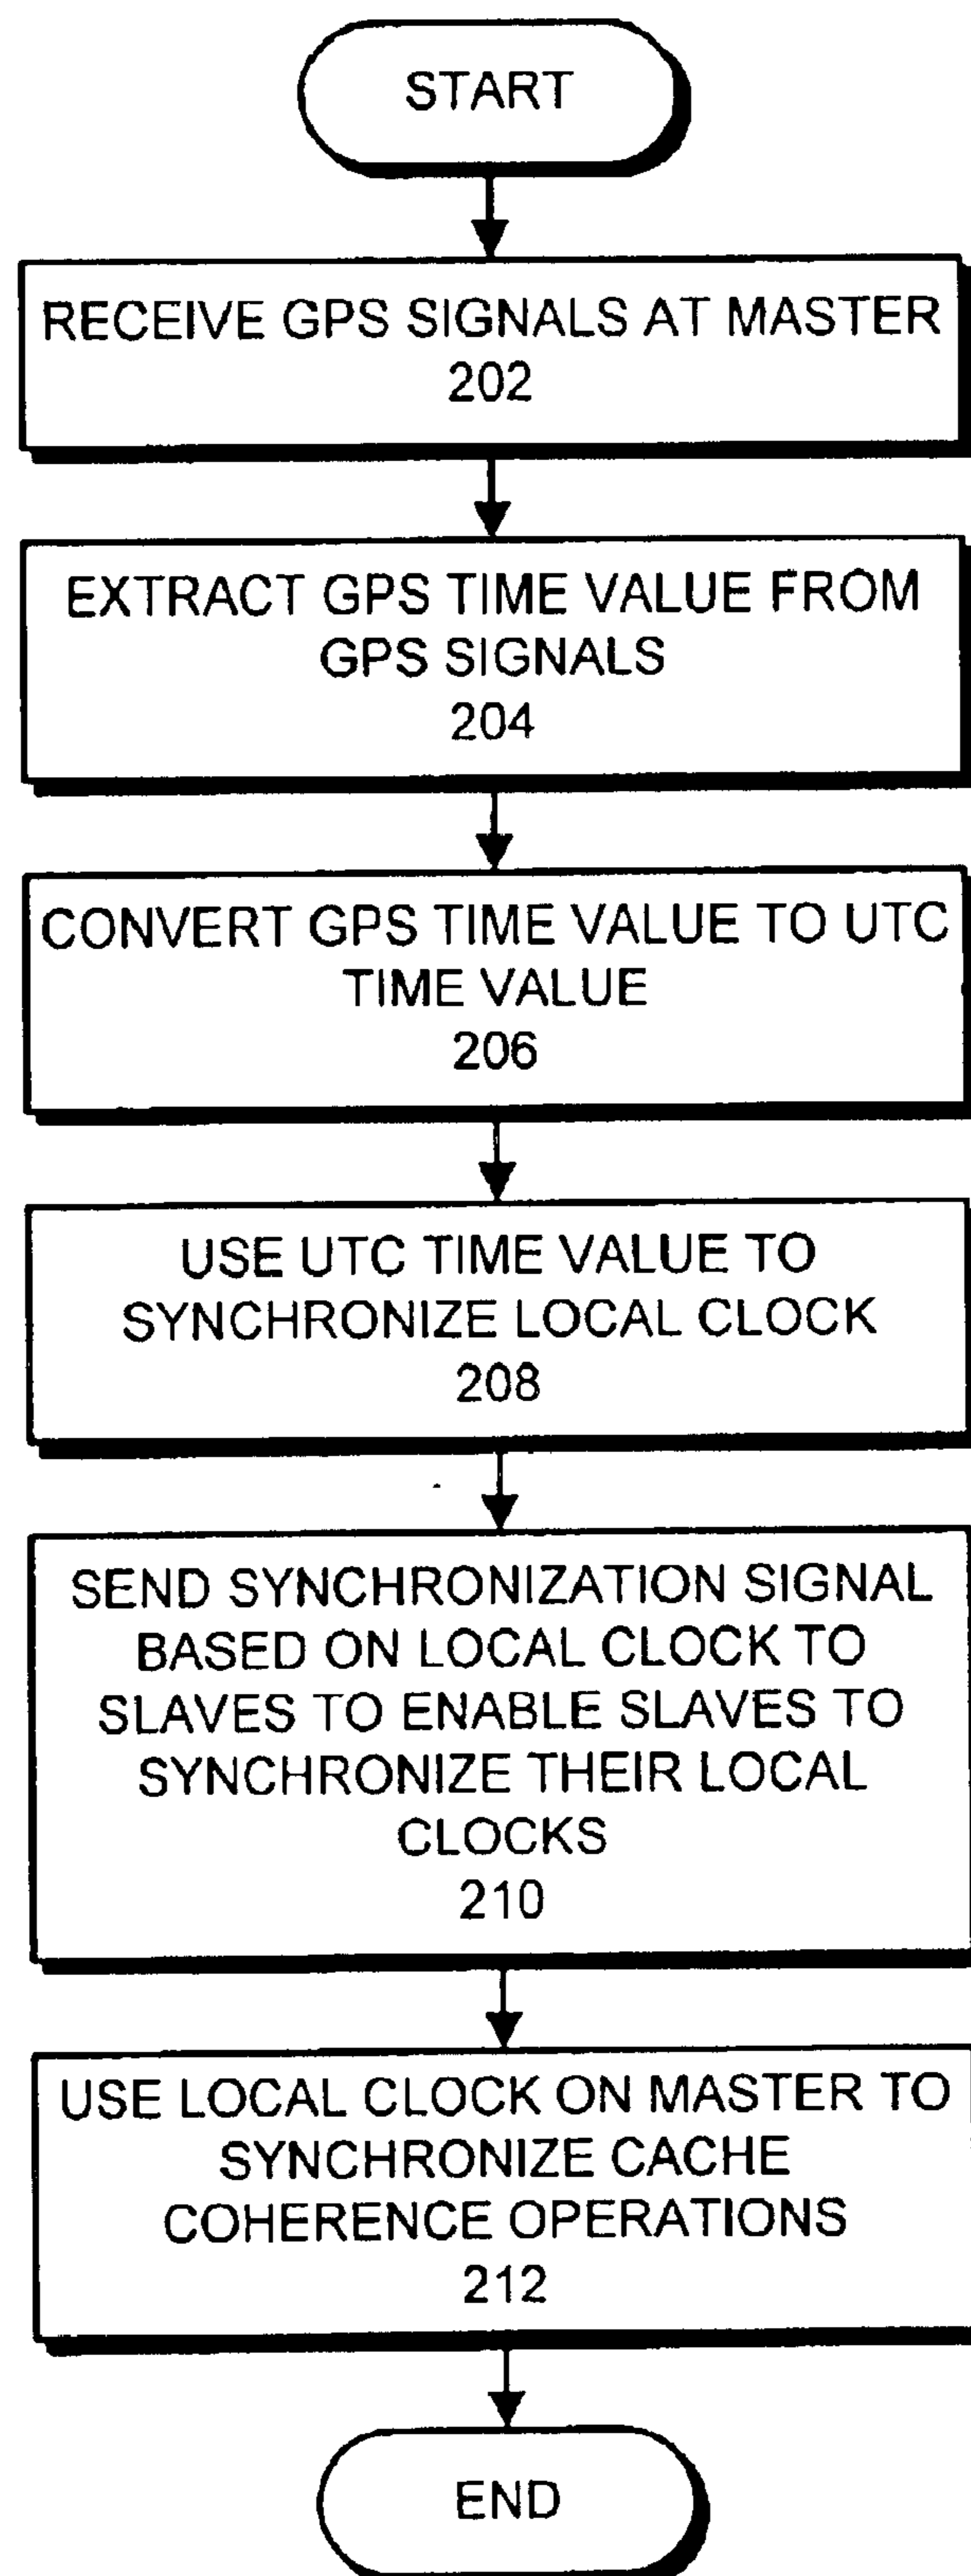 START
RECEIVE GPS SIGNALS AT MASTER
202
EXTRACT GPS TIME VALUE FROM
GPS SIGNALS
204
CONVERT GPS TIME VALUE TO UTC
TIME VALUE
206
USE UTC TIME VALUE TO
SYNCHRONIZE LOCAL CLOCK
208
SEND SYNCHRONIZATION SIGNAL
BASED ON LOCAL CLOCK TO
SLAVES TO ENABLE SLAVES TO
SYNCHRONIZE THEIR LOCAL
CLOCKS
210
USE LOCAL CLOCK ON MASTER TO
SYNCHRONIZE CACHE
COHERENCE OPERATIONS
212
END